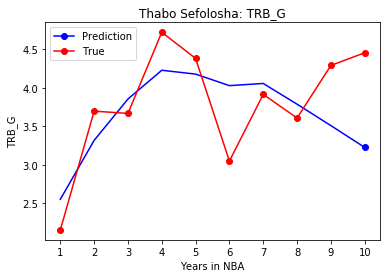 Thabo Sefolosha: TRB_G
Prediction
True
TRB_G
4.5
4.0
3.5
3.0
2.5
1 2 3 4 5 6 7 8 9 10
Years in NBA